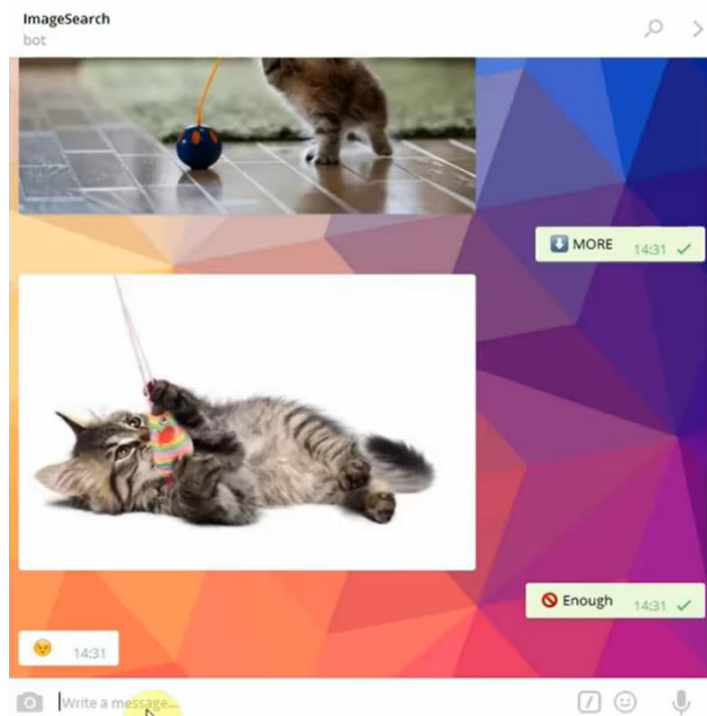 ImageSearch
bot
MORE 14:31
Enough 14:31
14:31
Write a message...